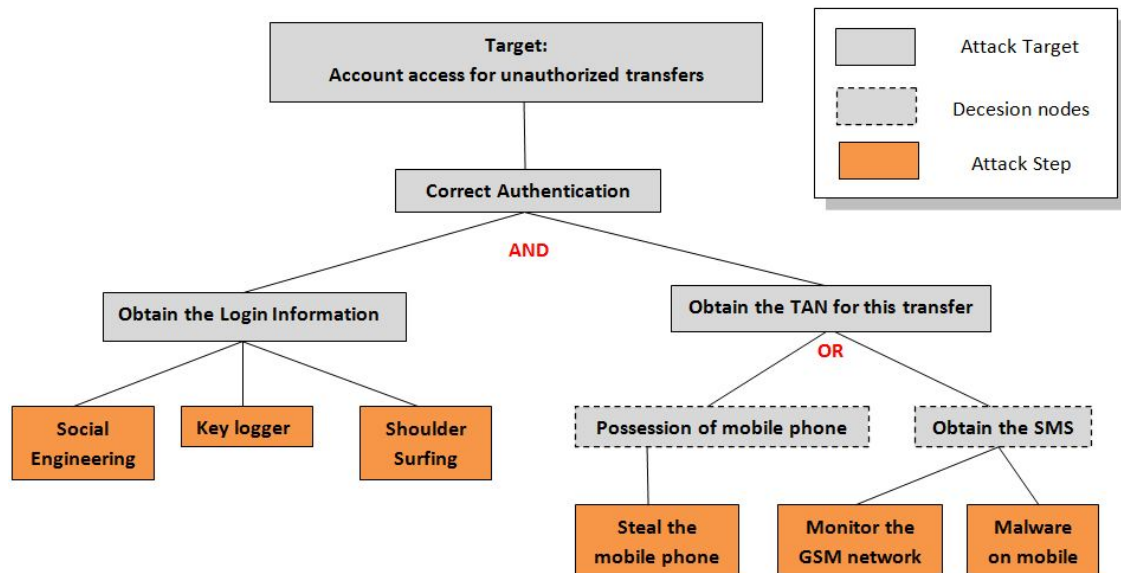 Target:
Account access for unauthorized transfers
Attack Target
Decesion nodes
Attack Step
Correct Authentication
AND
Obtain the Login Information
Obtain the TAN for this transfer
OR
Social
Engineering
Key logger
Shoulder
Surfing
Possession of mobile phone
Obtain the SMS
Steal the
mobile phone
Monitor the
GSM network
Malware
on mobile